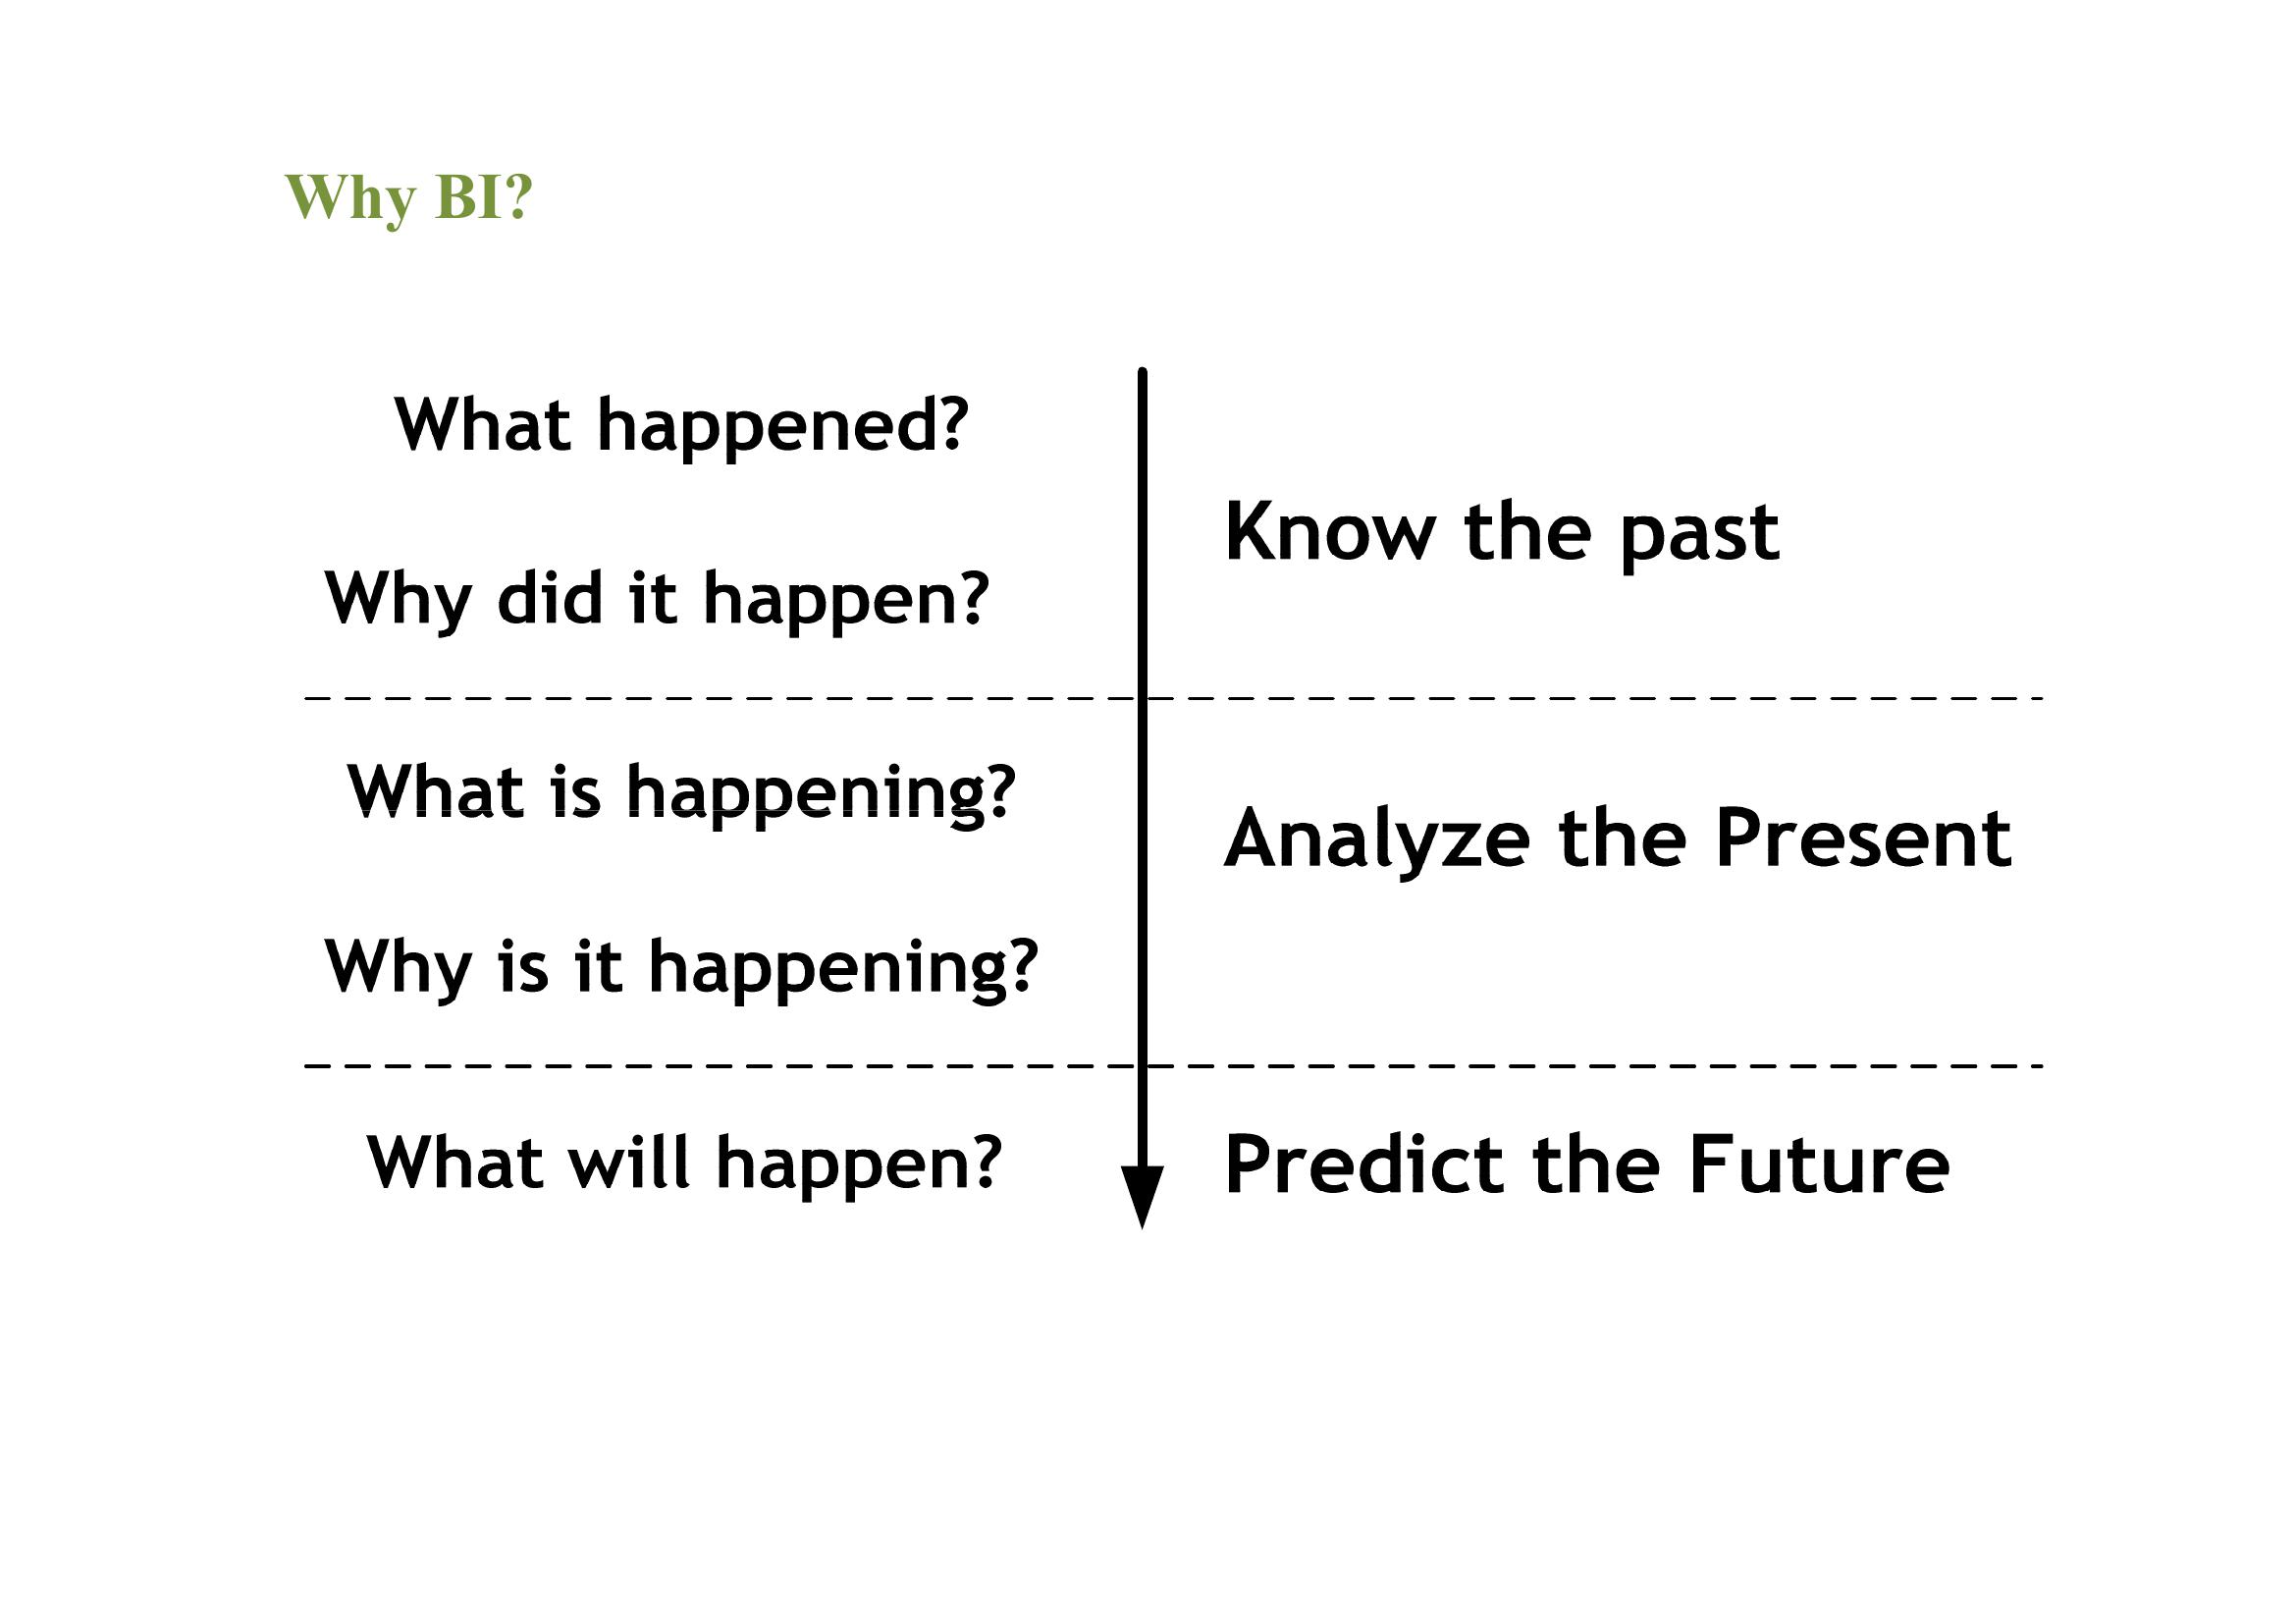 Why BI?
What happened?
Know the past
Why did it happen?
What is happening?
Analyze the Present
Why is it happening?
What will happen?
Predict the Future